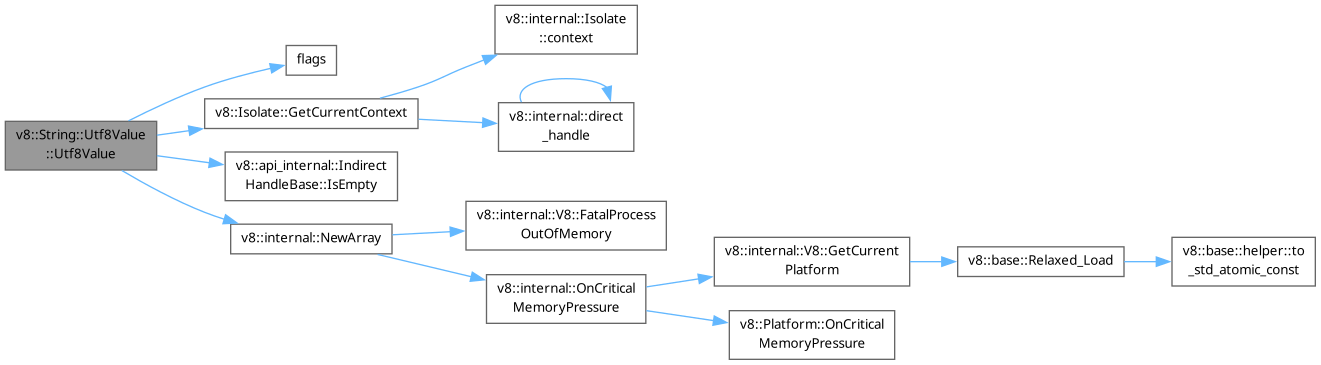 v8::String::Utf8Value
::Utf8Value
flags
v8::Isolate::GetCurrentContext
v8::internal::Isolate
::context
v8::internal::direct
_handle
v8::api_internal::Indirect
HandleBase::IsEmpty
v8::internal::NewArray
v8::internal::V8::FatalProcess
OutOfMemory
v8::internal::OnCritical
MemoryPressure
v8::internal::V8::GetCurrent
Platform
v8::base::Relaxed_Load
v8::base::helper::to
_std_atomic_const
v8::Platform::OnCritical
MemoryPressure